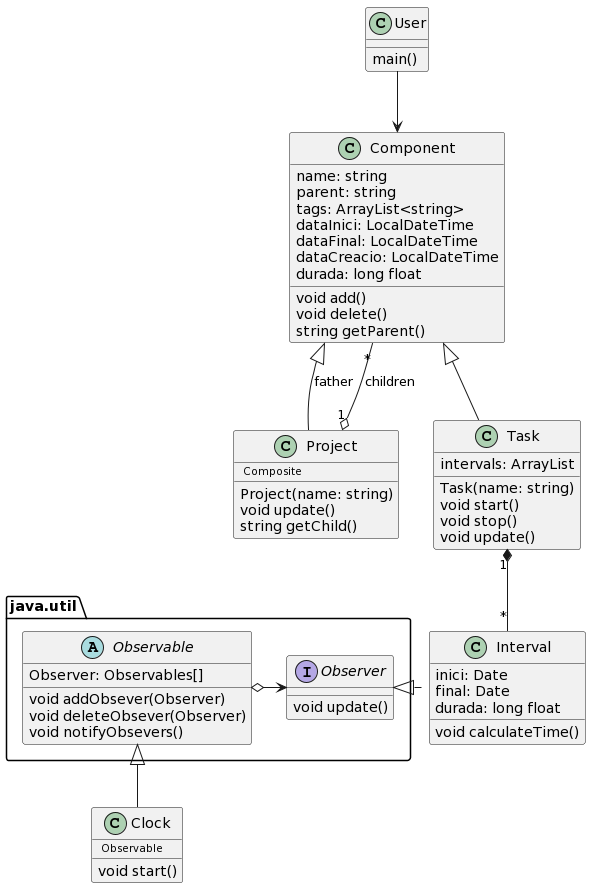 C User
main()
C Component
name: string
parent: string
tags: ArrayList<string>
dataInici: LocalDateTime
dataFinal: LocalDateTime
dataCreacio: LocalDateTime
durada: long float
void add()
void delete()
string getParent()
*
father children
1
C Project
Composite
Project(name: string)
void update()
string getChild()
C Task
intervals: ArrayList
Task(name: string)
void start()
void stop()
void update()
1
*
java.util
A Observable
Observer: Observables[]
void addObsever(Observer)
void deleteObsever(Observer)
void notifyObsevers()
I Observer
void update()
C Interval
inici: Date
final: Date
durada: long float
void calculateTime()
C Clock
Observable
void start()